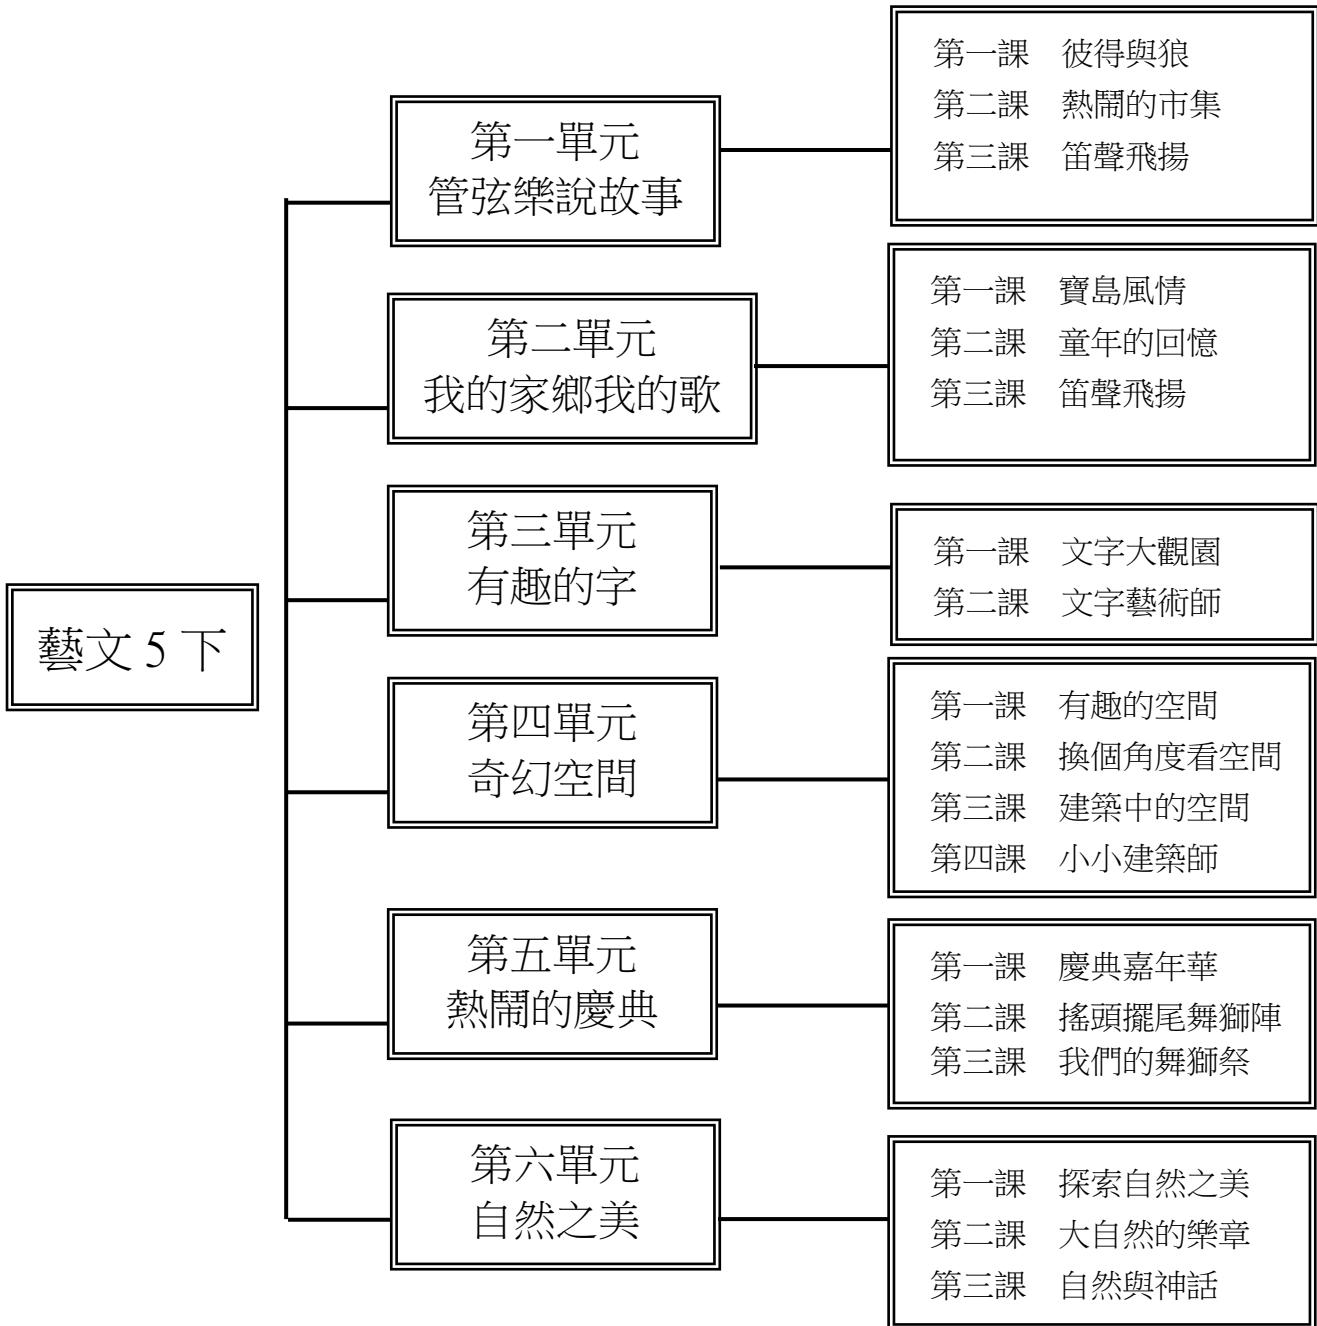 藝文 5 下
第一單元
管弦樂說故事
第一課　彼得與狼
第二課　熱鬧的市集
第三課　笛聲飛揚
第二單元
我的家鄉我的歌
第一課　寶島風情
第二課　童年的回憶
第三課　笛聲飛揚
第三單元
有趣的字
第一課　文字大觀園
第二課　文字藝術師
第四單元
奇幻空間
第一課　有趣的空間
第二課　換個角度看空間
第三課　建築中的空間
第四課　小小建築師
第五單元
熱鬧的慶典
第一課　慶典嘉年華
第二課　搖頭擺尾舞獅陣
第三課　我們的舞獅祭
第六單元
自然之美
第一課　探索自然之美
第二課　大自然的樂章
第三課　自然與神話